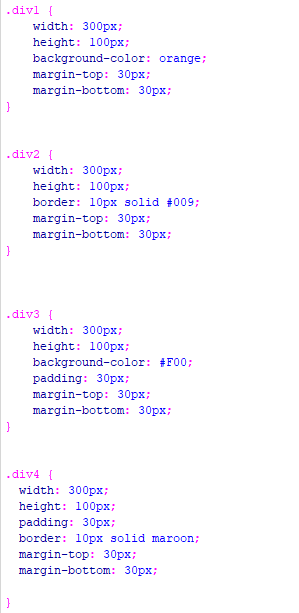 .div1 {
    width: 300px;
    height: 100px;
    background-color: orange;
    margin-top: 30px;
    margin-bottom: 30px;
}
.div2 {
    width: 300px;
    height: 100px;
    border: 10px solid #009;
    margin-top: 30px;
    margin-bottom: 30px;
}
.div3 {
    width: 300px;
    height: 100px;
    background-color: #F00;
    padding: 30px;
    margin-top: 30px;
    margin-bottom: 30px;
}
.div4 {
  width: 300px;
  height: 100px;
  padding: 30px;
  border: 10px solid maroon;
  margin-top: 30px;
  margin-bottom: 30px;
}